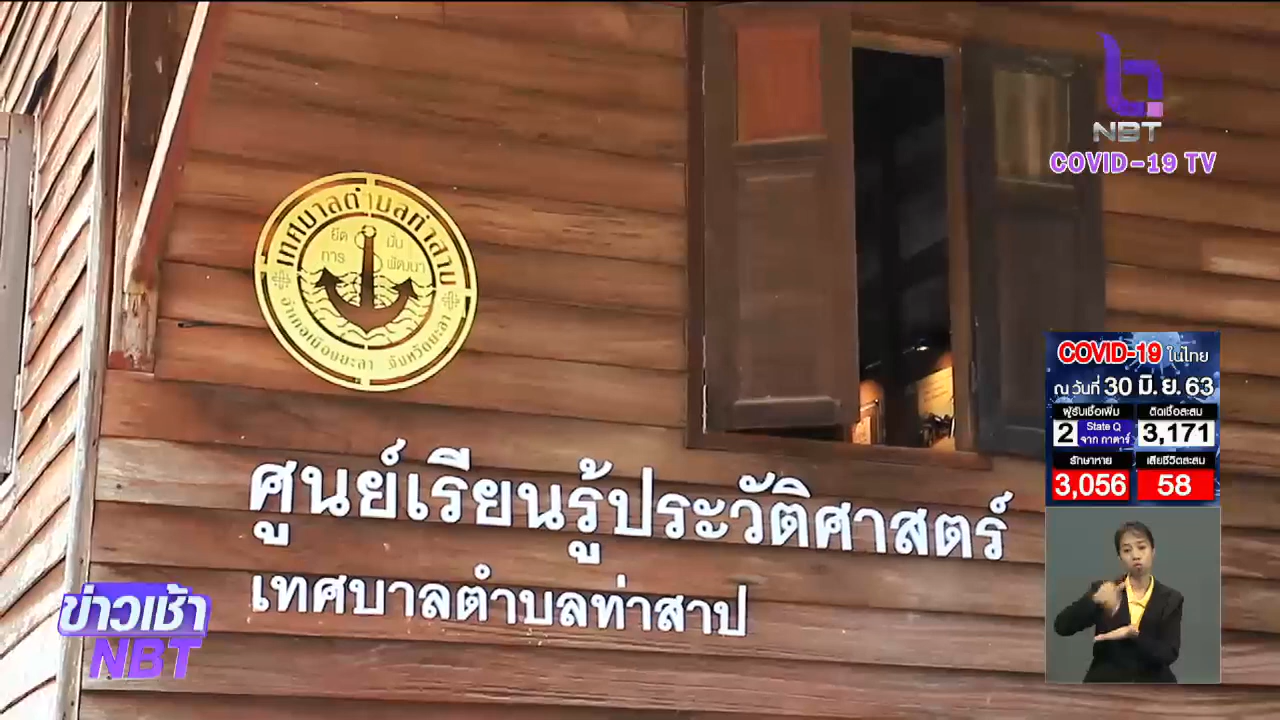 NBT
COVID-19 TV
เทศบาลตำบลท่าสาป
ยึด มั่น
การ พัฒนา
อำเภอเมืองยะลา จังหวัดยะลา
COVID-19 ในไทย
ณ วันที่ 30 มิ.ย. 63
ผู้รับเชื้อเพิ่ม ติดเชื้อสะสม
2 State Q จาก กาตาร์ 3,171
รักษาหาย เสียชีวิตสะสม
3,056 58
ศูนย์เรียนรู้ประวัติศาสตร์
เทศบาลตำบลท่าสาป
ข่าวเช้า
NBT